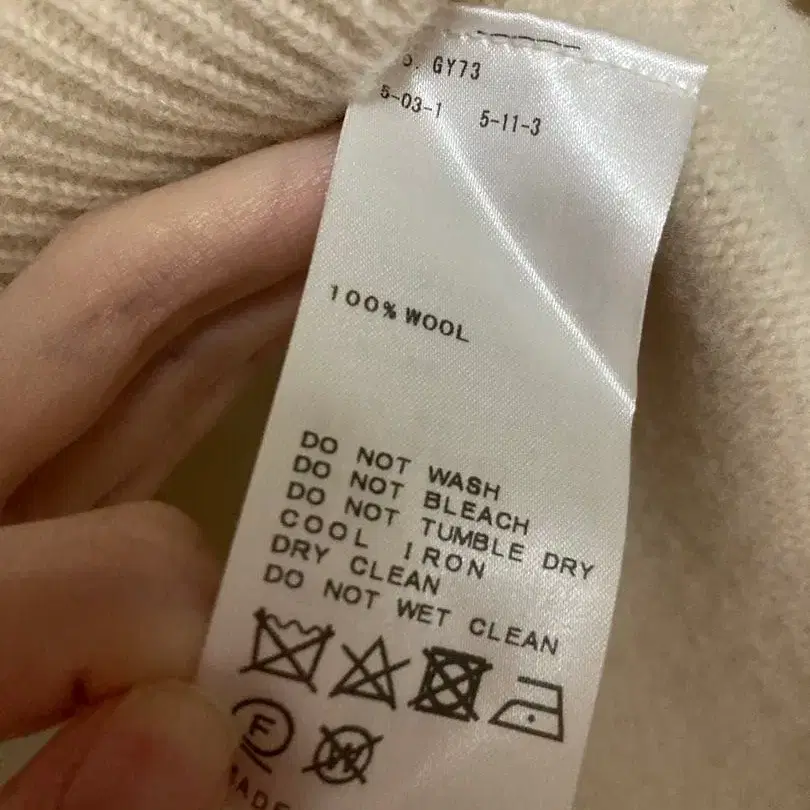 GY73
5-03-1 5-11-3
100% WOOL
DO NOT WASH
DO NOT BLEACH
DO NOT TUMBLE DRY
COOL IRON
DRY CLEAN
DO NOT WET CLEAN
F W